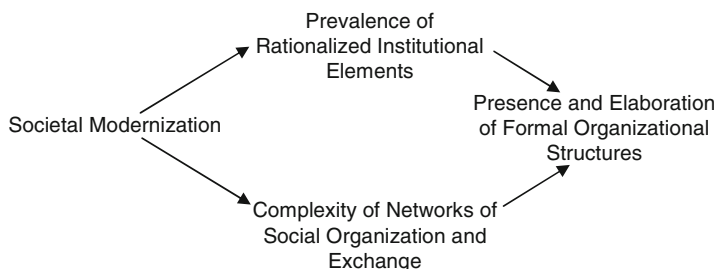 Prevalence of
Rationalized Institutional
Elements
Societal Modernization
Presence and Elaboration
of Formal Organizational
Structures
Complexity of Networks of
Social Organization and
Exchange